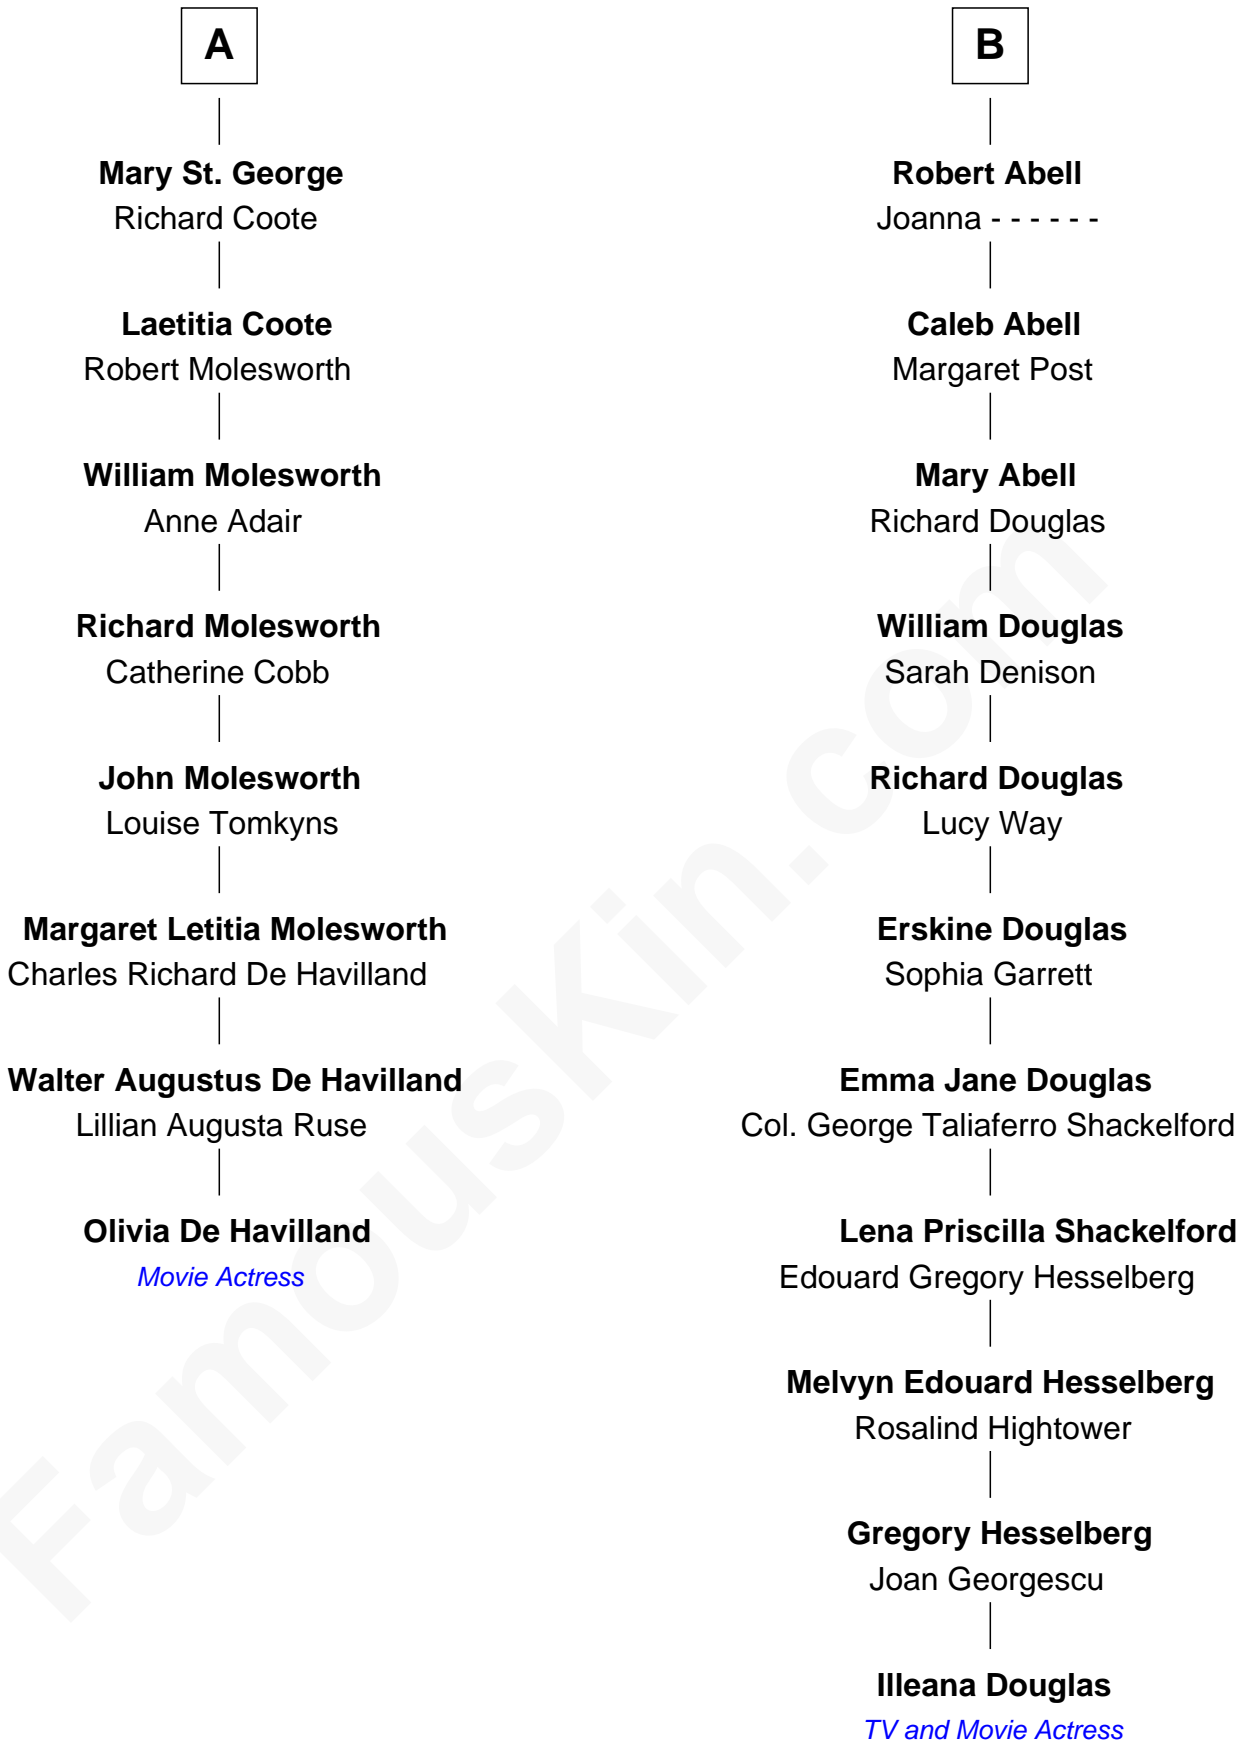 A
Mary St. George
Richard Coote
Laetitia Coote
Robert Molesworth
William Molesworth
Anne Adair
Richard Molesworth
Catherine Cobb
John Molesworth
Louise Tomkyns
Margaret Letitia Molesworth
Charles Richard De Havilland
Walter Augustus De Havilland
Lillian Augusta Ruse
Olivia De Havilland
Movie Actress
B
Robert Abell
Joanna - - - - - -
Caleb Abell
Margaret Post
Mary Abell
Richard Douglas
William Douglas
Sarah Denison
Richard Douglas
Lucy Way
Erskine Douglas
Sophia Garrett
Emma Jane Douglas
Col. George Taliaferro Shackelford
Lena Priscilla Shackelford
Edouard Gregory Hesselberg
Melvyn Edouard Hesselberg
Rosalind Hightower
Gregory Hesselberg
Joan Georgescu
Illeana Douglas
TV and Movie Actress
FamousKin.com